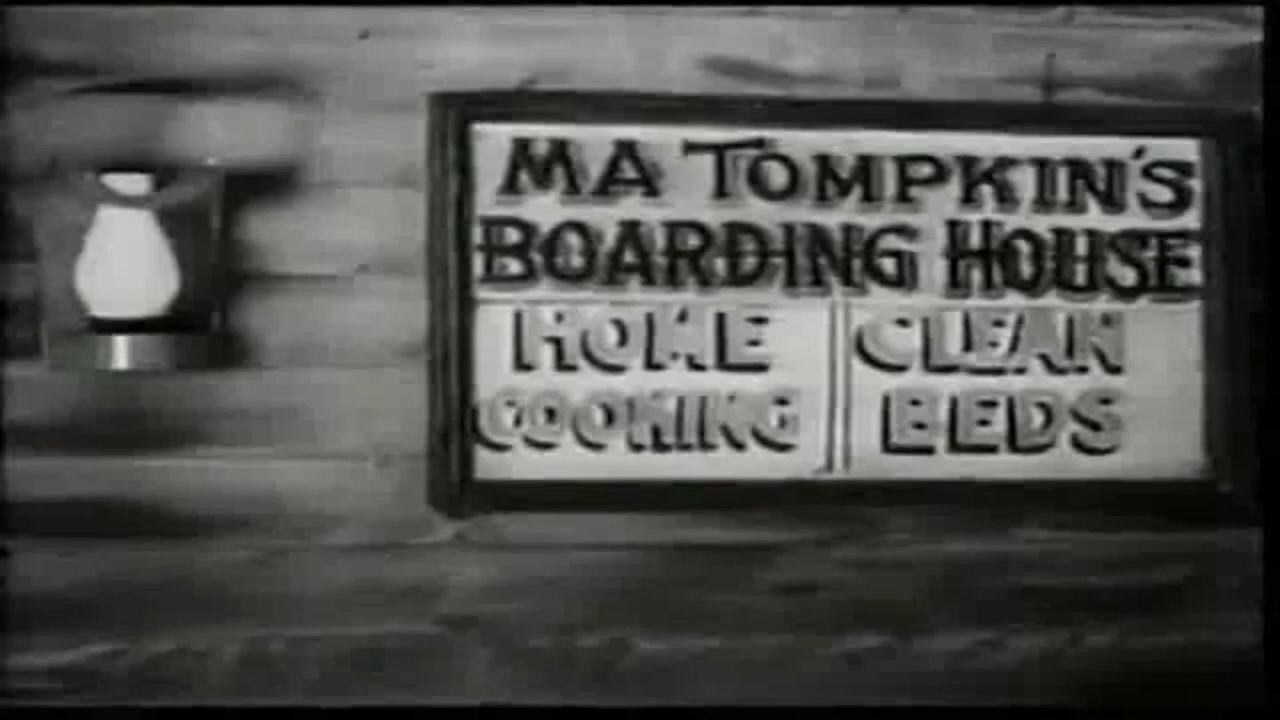 MA TOMPKIN'S
BOARDING HOUSE
HOME
COOKING
CLEAN
BEDS